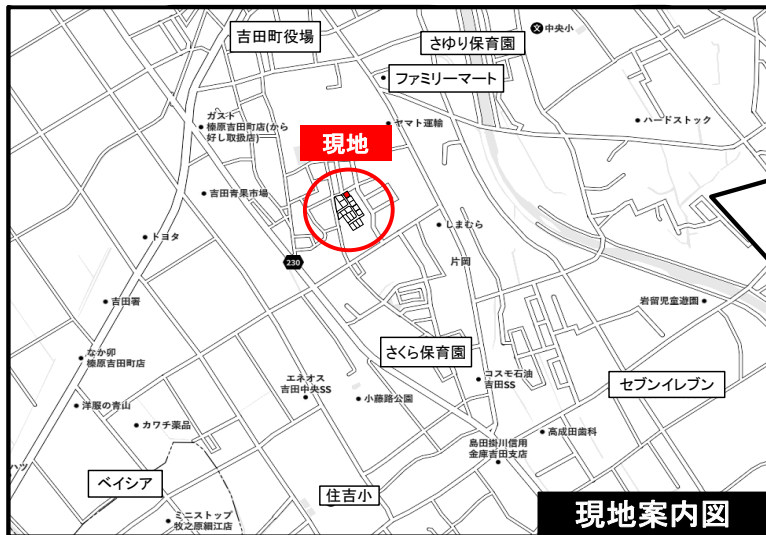 吉田町役場
さゆり保育園
文
中央小
ファミリーマート
ガスト
榛原吉田町店(から
好し取扱店)
ヤマト運輸
ハードストック
現地
吉田青果市場
トヨタ
しまむら
片岡
230
吉田署
岩留児童遊園
なか卯
榛原吉田町店
さくら保育園
エネオス
吉田中央SS
コスモ石油
吉田SS
セブンイレブン
洋服の青山
小藤路公園
カワチ薬品
高成田歯科
島田掛川信用
金庫吉田支店
ハツ
ベイシア
住吉小
ミニストップ
牧之原細江店
現地案内図